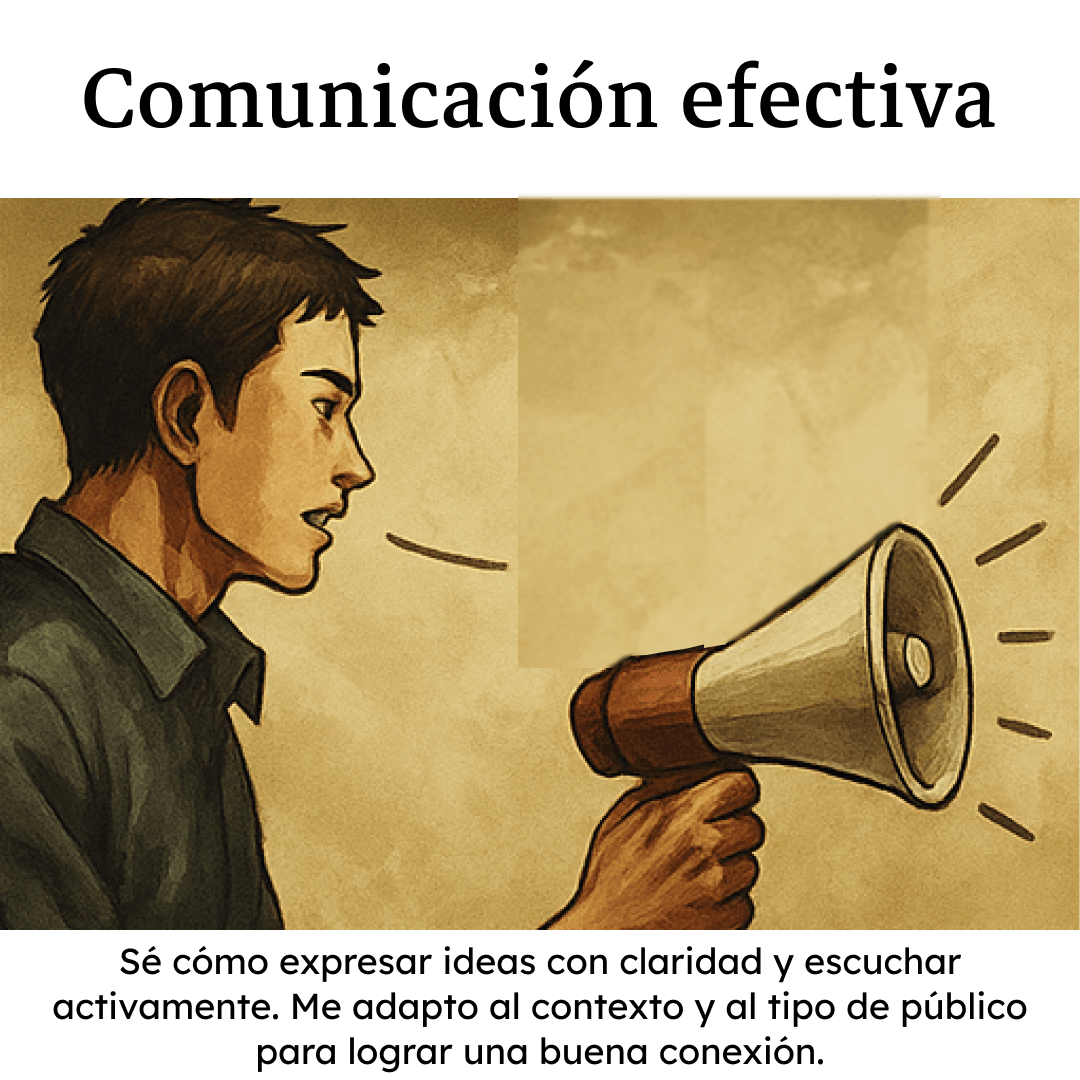 Comunicación efectiva
Sé cómo expresar ideas con claridad y escuchar
activamente. Me adapto al contexto y al tipo de público
para lograr una buena conexión.